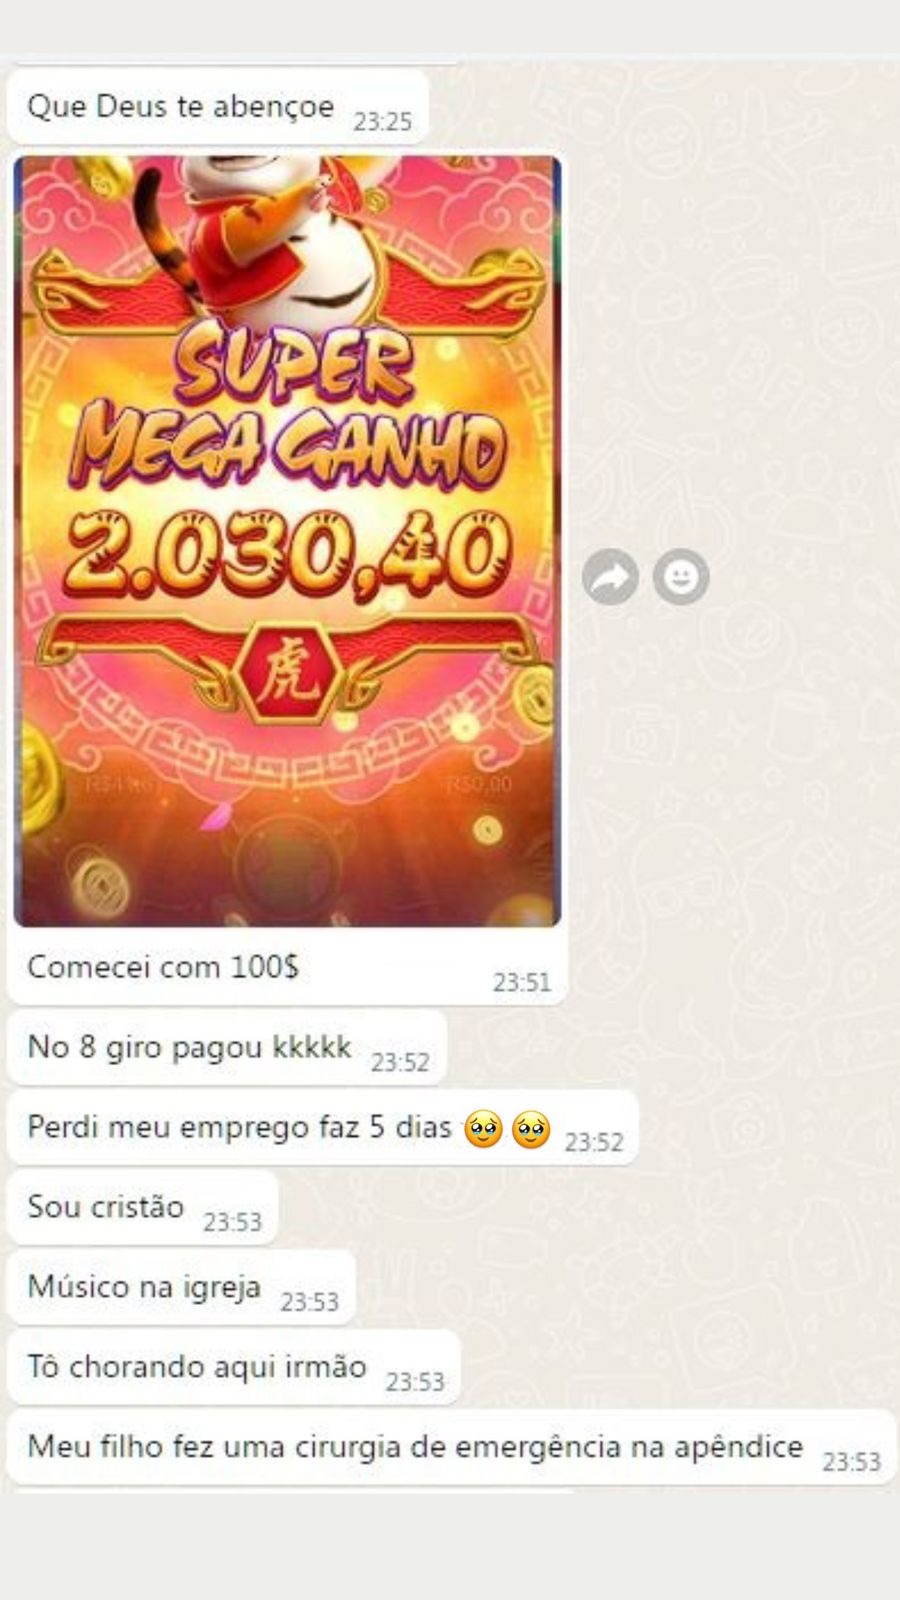 Que Deus te abençoe 23:25
SUPER
MEGA GANHO
2.030,40
虎
R$0,00
Comecei com 100$ 23:51
No 8 giro pagou kkkkk 23:52
Perdi meu emprego faz 5 dias 🥹🥹 23:52
Sou cristão 23:53
Músico na igreja 23:53
Tô chorando aqui irmão 23:53
Meu filho fez uma cirurgia de emergência na apêndice 23:53